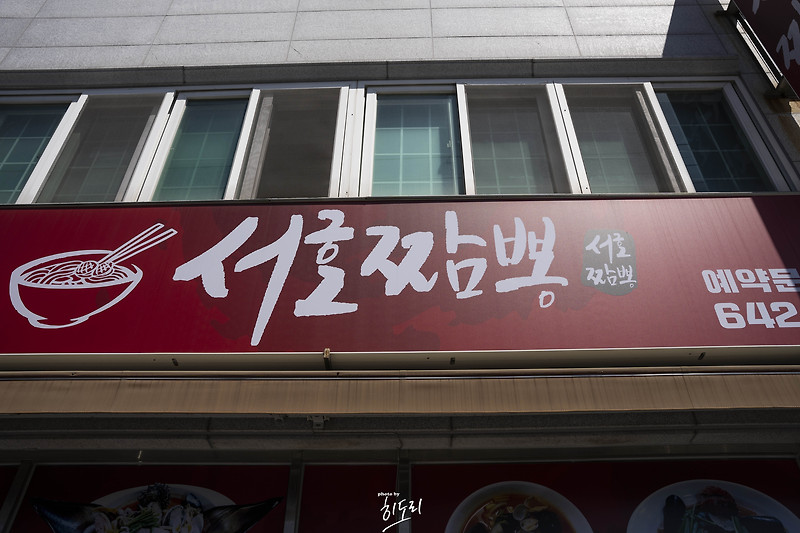 서호짬뽕
서호
짬뽕
예약문
642
photo by
히도리